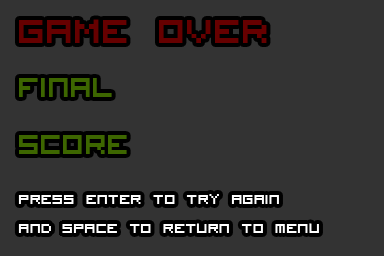 GAME OVER
FINAL
SCORE
PRESS ENTER TO TRY AGAIN
AND SPACE TO RETURN TO MENU